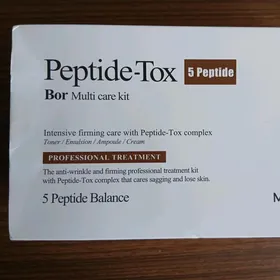 Peptide-Tox 5 Peptide
Bor Multi care kit
Intensive firming care with Peptide-Tox complex
Toner / Emulsion / Ampoule / Cream
PROFESSIONAL TREATMENT
The anti-wrinkle and firming professional treatment kit
with Peptide-Tox complex that cares sagging and lose skin.
5 Peptide Balance
M